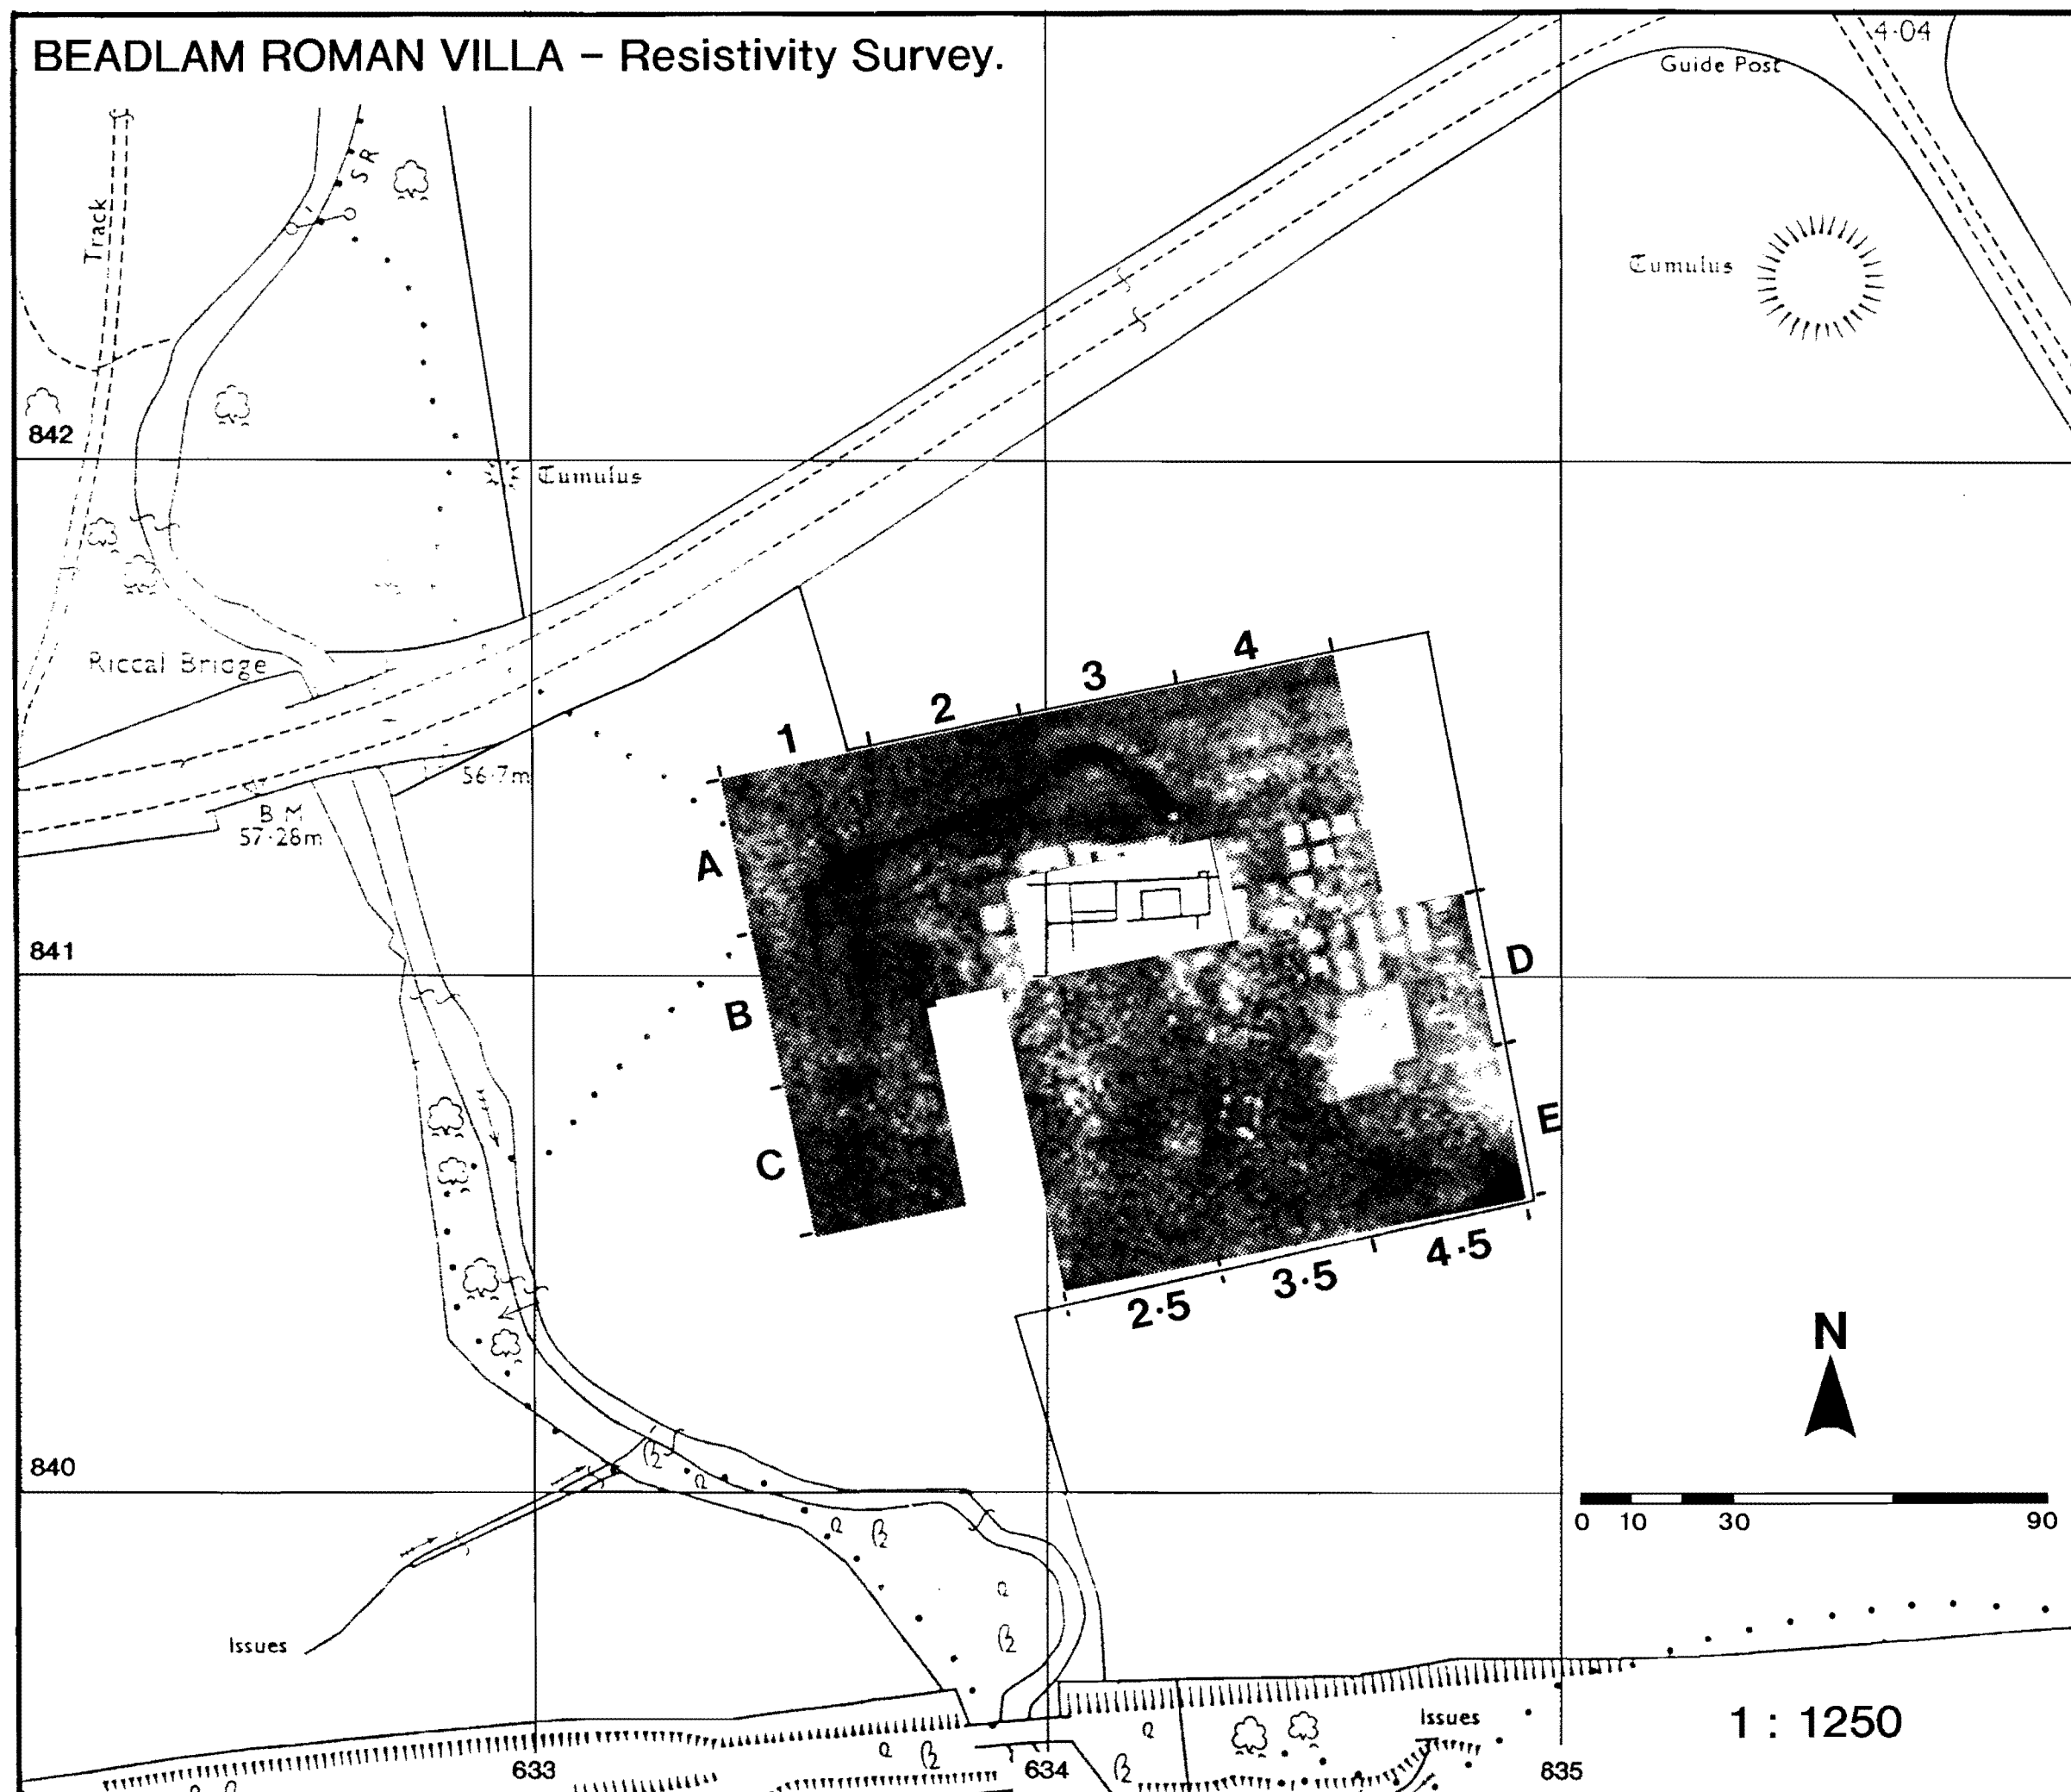 BEADLAM ROMAN VILLA – Resistivity Survey.
4·04
Guide Post
Track
S R
Tumulus
842
Tumulus
Riccal Bridge
56·7m
B M
57·28m
1
2
3
4
A
B
C
D
E
841
2·5
3·5
4·5
N
840
0 10 30 90
Issues
Issues
1 : 1250
633
634
835